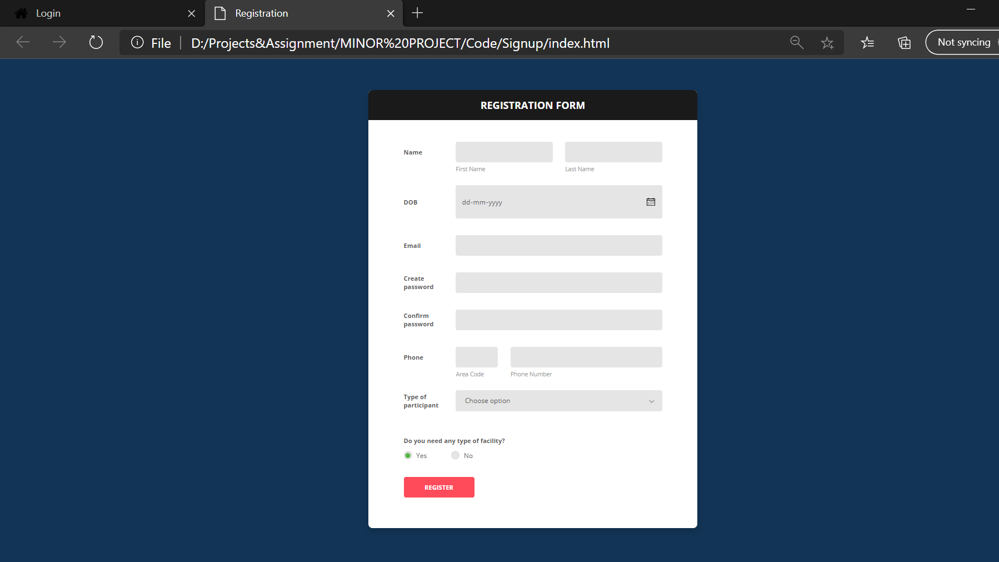 Login
Registration
File
D:/Projects&Assignment/MINOR%20PROJECT/Code/Signup/index.html
Not syncing
REGISTRATION FORM
Name
First Name
Last Name
DOB
dd-mm-yyyy
Email
Create
password
Confirm
password
Phone
Area Code
Phone Number
Type of
participant
Choose option
Do you need any type of facility?
Yes
No
REGISTER